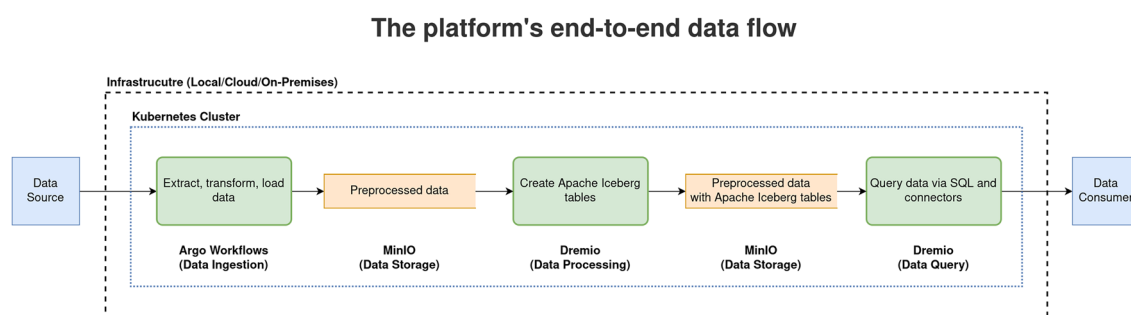 The platform's end-to-end data flow
Infrastrucutre (Local/Cloud/On-Premises)
Kubernetes Cluster
Data
Source
Extract, transform, load
data
Preprocessed data
Create Apache Iceberg
tables
Preprocessed data
with Apache Iceberg tables
Query data via SQL and
connectors
Data
Consumer
Argo Workflows
(Data Ingestion)
MinIO
(Data Storage)
Dremio
(Data Processing)
MinIO
(Data Storage)
Dremio
(Data Query)